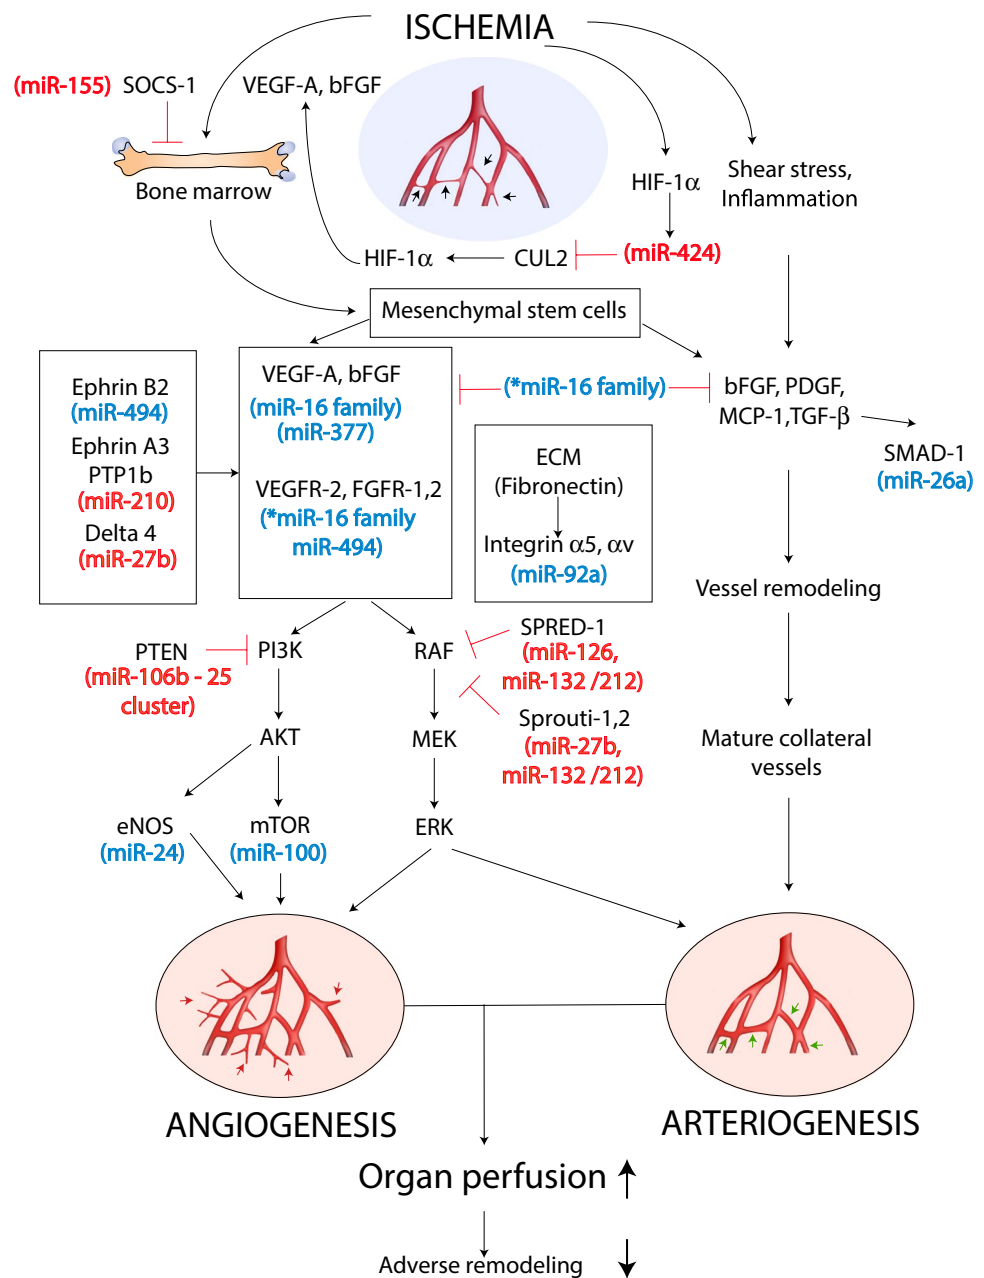 ISCHEMIA
(miR-155) SOCS-1
VEGF-A, bFGF
Bone marrow
HIF-1α
Shear stress,
Inflammation
HIF-1α
CUL2
(miR-424)
Mesenchymal stem cells
Ephrin B2
(miR-494)
Ephrin A3
PTP1b
(miR-210)
Delta 4
(miR-27b)
VEGF-A, bFGF
(miR-16 family)
(miR-377)
VEGFR-2, FGFR-1,2
(*miR-16 family
miR-494)
(*miR-16 family)
bFGF, PDGF,
MCP-1,TGF-β
SMAD-1
(miR-26a)
ECM
(Fibronectin)
Integrin α5, αv
(miR-92a)
Vessel remodeling
PTEN
(miR-106b - 25
cluster)
PI3K
RAF
SPRED-1
(miR-126,
miR-132 /212)
Sprouti-1,2
(miR-27b,
miR-132 /212)
AKT
MEK
Mature collateral
vessels
eNOS
(miR-24)
mTOR
(miR-100)
ERK
ANGIOGENESIS
ARTERIOGENESIS
Organ perfusion ↑
Adverse remodeling ↓